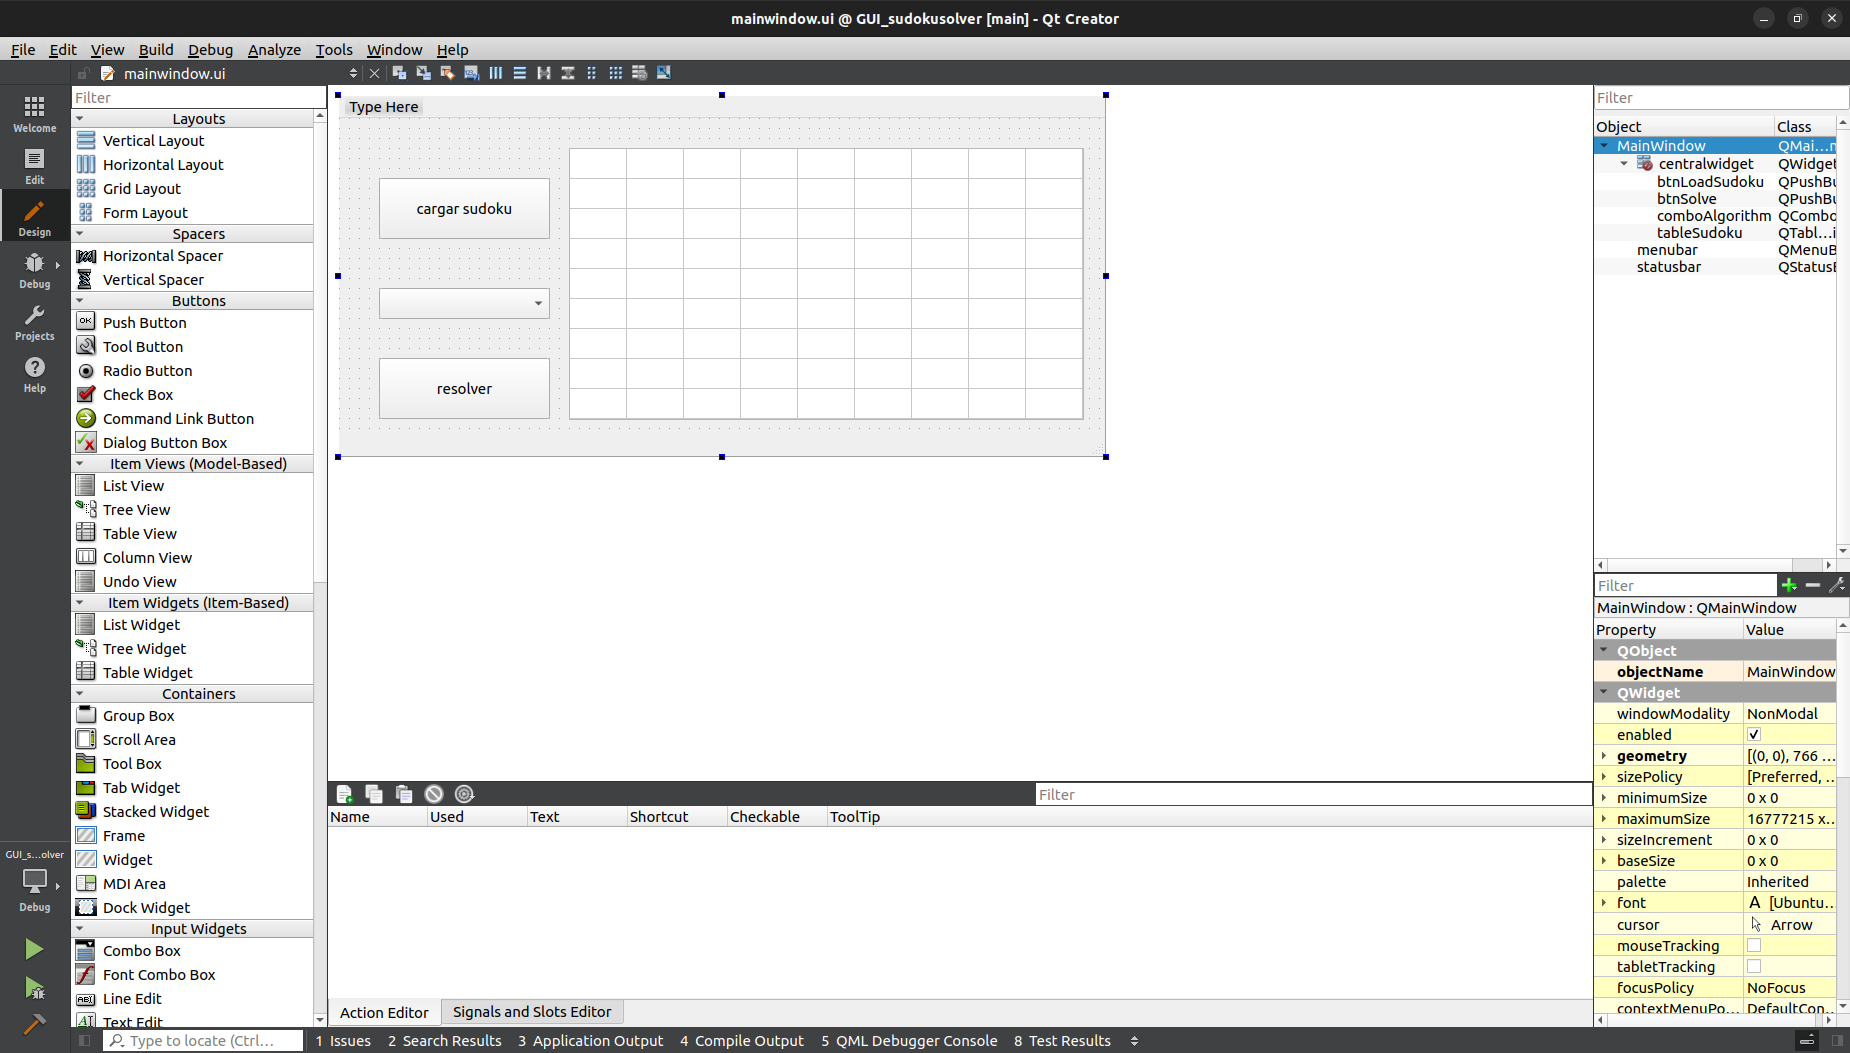 mainwindow.ui @ GUI_sudokusolver [main] - Qt Creator
File Edit View Build Debug Analyze Tools Window Help
mainwindow.ui
Welcome
Edit
Design
Debug
Projects
Help
GUI_s...olver
Debug
Filter
Layouts
Vertical Layout
Horizontal Layout
Grid Layout
Form Layout
Spacers
Horizontal Spacer
Vertical Spacer
Buttons
OK Push Button
Tool Button
Radio Button
Check Box
Command Link Button
Dialog Button Box
Item Views (Model-Based)
List View
Tree View
Table View
Column View
Undo View
Item Widgets (Item-Based)
List Widget
Tree Widget
Table Widget
Containers
Group Box
Scroll Area
Tool Box
Tab Widget
Stacked Widget
Frame
Widget
MDI Area
Dock Widget
Input Widgets
Combo Box
Font Combo Box
ABI Line Edit
AI Text Edit
Type Here
cargar sudoku
resolver
Filter
Name Used Text Shortcut Checkable ToolTip
Action Editor Signals and Slots Editor
Filter
Object Class
MainWindow QMai...n
centralwidget QWidget
btnLoadSudoku QPushBu
btnSolve QPushBu
comboAlgorithm QCombo
tableSudoku QTabl...i
menubar QMenuB
statusbar QStatusB
Filter
MainWindow : QMainWindow
Property Value
QObject
objectName MainWindow
QWidget
windowModality NonModal
enabled
geometry [(0, 0), 766 ...
sizePolicy [Preferred, ...
minimumSize 0 x 0
maximumSize 16777215 x...
sizeIncrement 0 x 0
baseSize 0 x 0
palette Inherited
font A [Ubuntu...
cursor Arrow
mouseTracking
tabletTracking
focusPolicy NoFocus
contextMenuPo... DefaultCon...
Type to locate (Ctrl...
1 Issues 2 Search Results 3 Application Output 4 Compile Output 5 QML Debugger Console 8 Test Results